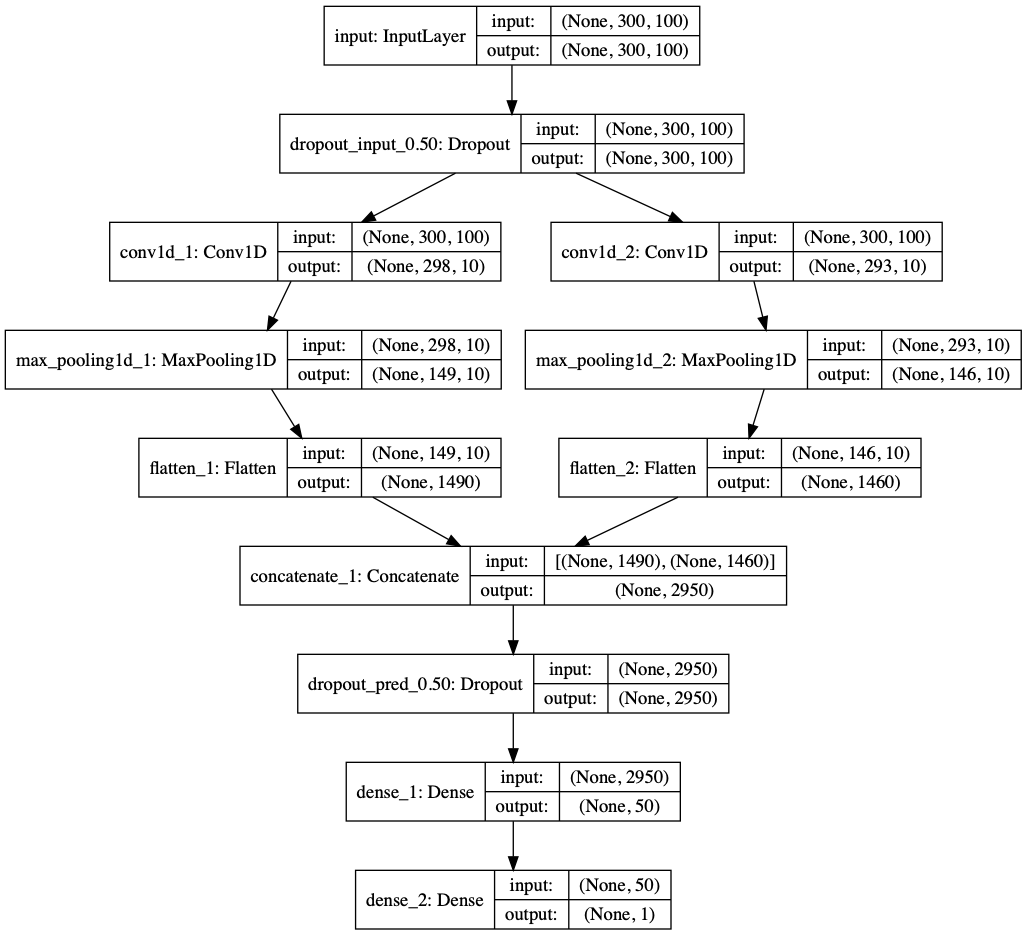 input: InputLayer
input: (None, 300, 100)
output: (None, 300, 100)
dropout_input_0.50: Dropout
input: (None, 300, 100)
output: (None, 300, 100)
conv1d_1: Conv1D
input: (None, 300, 100)
output: (None, 298, 10)
conv1d_2: Conv1D
input: (None, 300, 100)
output: (None, 293, 10)
max_pooling1d_1: MaxPooling1D
input: (None, 298, 10)
output: (None, 149, 10)
max_pooling1d_2: MaxPooling1D
input: (None, 293, 10)
output: (None, 146, 10)
flatten_1: Flatten
input: (None, 149, 10)
output: (None, 1490)
flatten_2: Flatten
input: (None, 146, 10)
output: (None, 1460)
concatenate_1: Concatenate
input: [(None, 1490), (None, 1460)]
output: (None, 2950)
dropout_pred_0.50: Dropout
input: (None, 2950)
output: (None, 2950)
dense_1: Dense
input: (None, 2950)
output: (None, 50)
dense_2: Dense
input: (None, 50)
output: (None, 1)